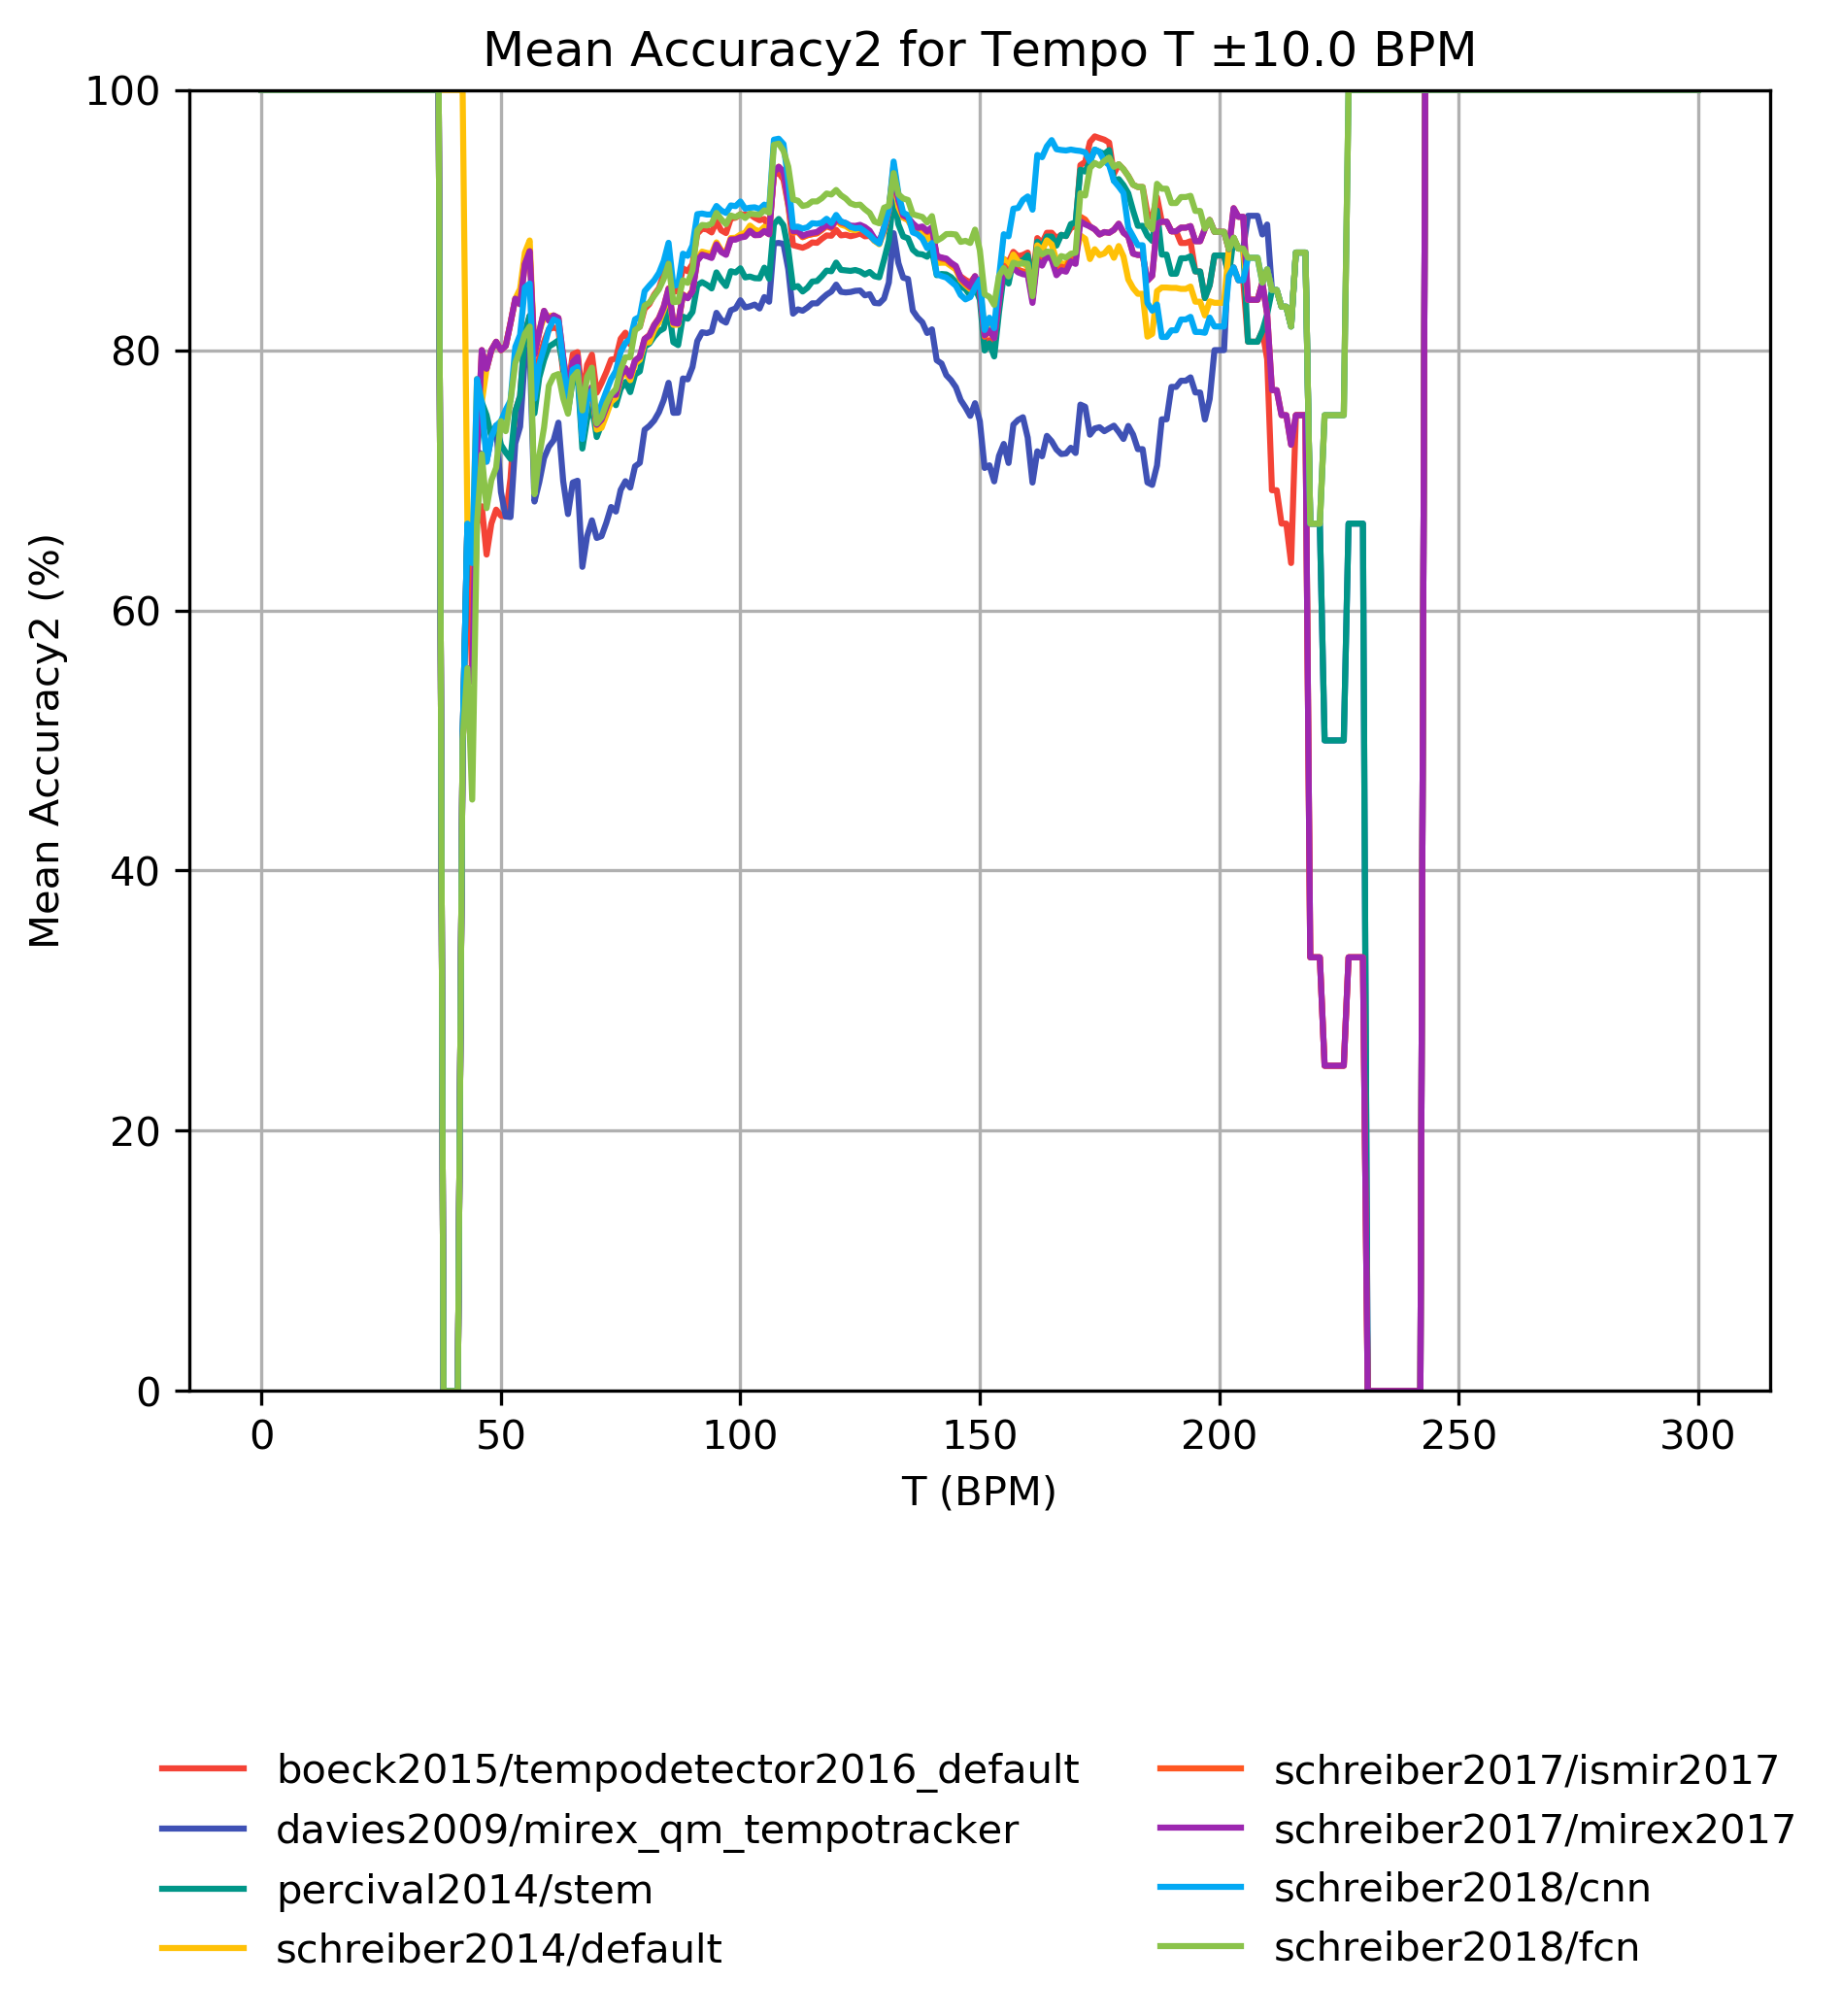 Mean Accuracy2 for Tempo T ±10.0 BPM
100
80
60
40
20
0
Mean Accuracy2 (%)
0 50 100 150 200 250 300
T (BPM)
boeck2015/tempodetector2016_default
davies2009/mirex_qm_tempotracker
percival2014/stem
schreiber2014/default
schreiber2017/ismir2017
schreiber2017/mirex2017
schreiber2018/cnn
schreiber2018/fcn